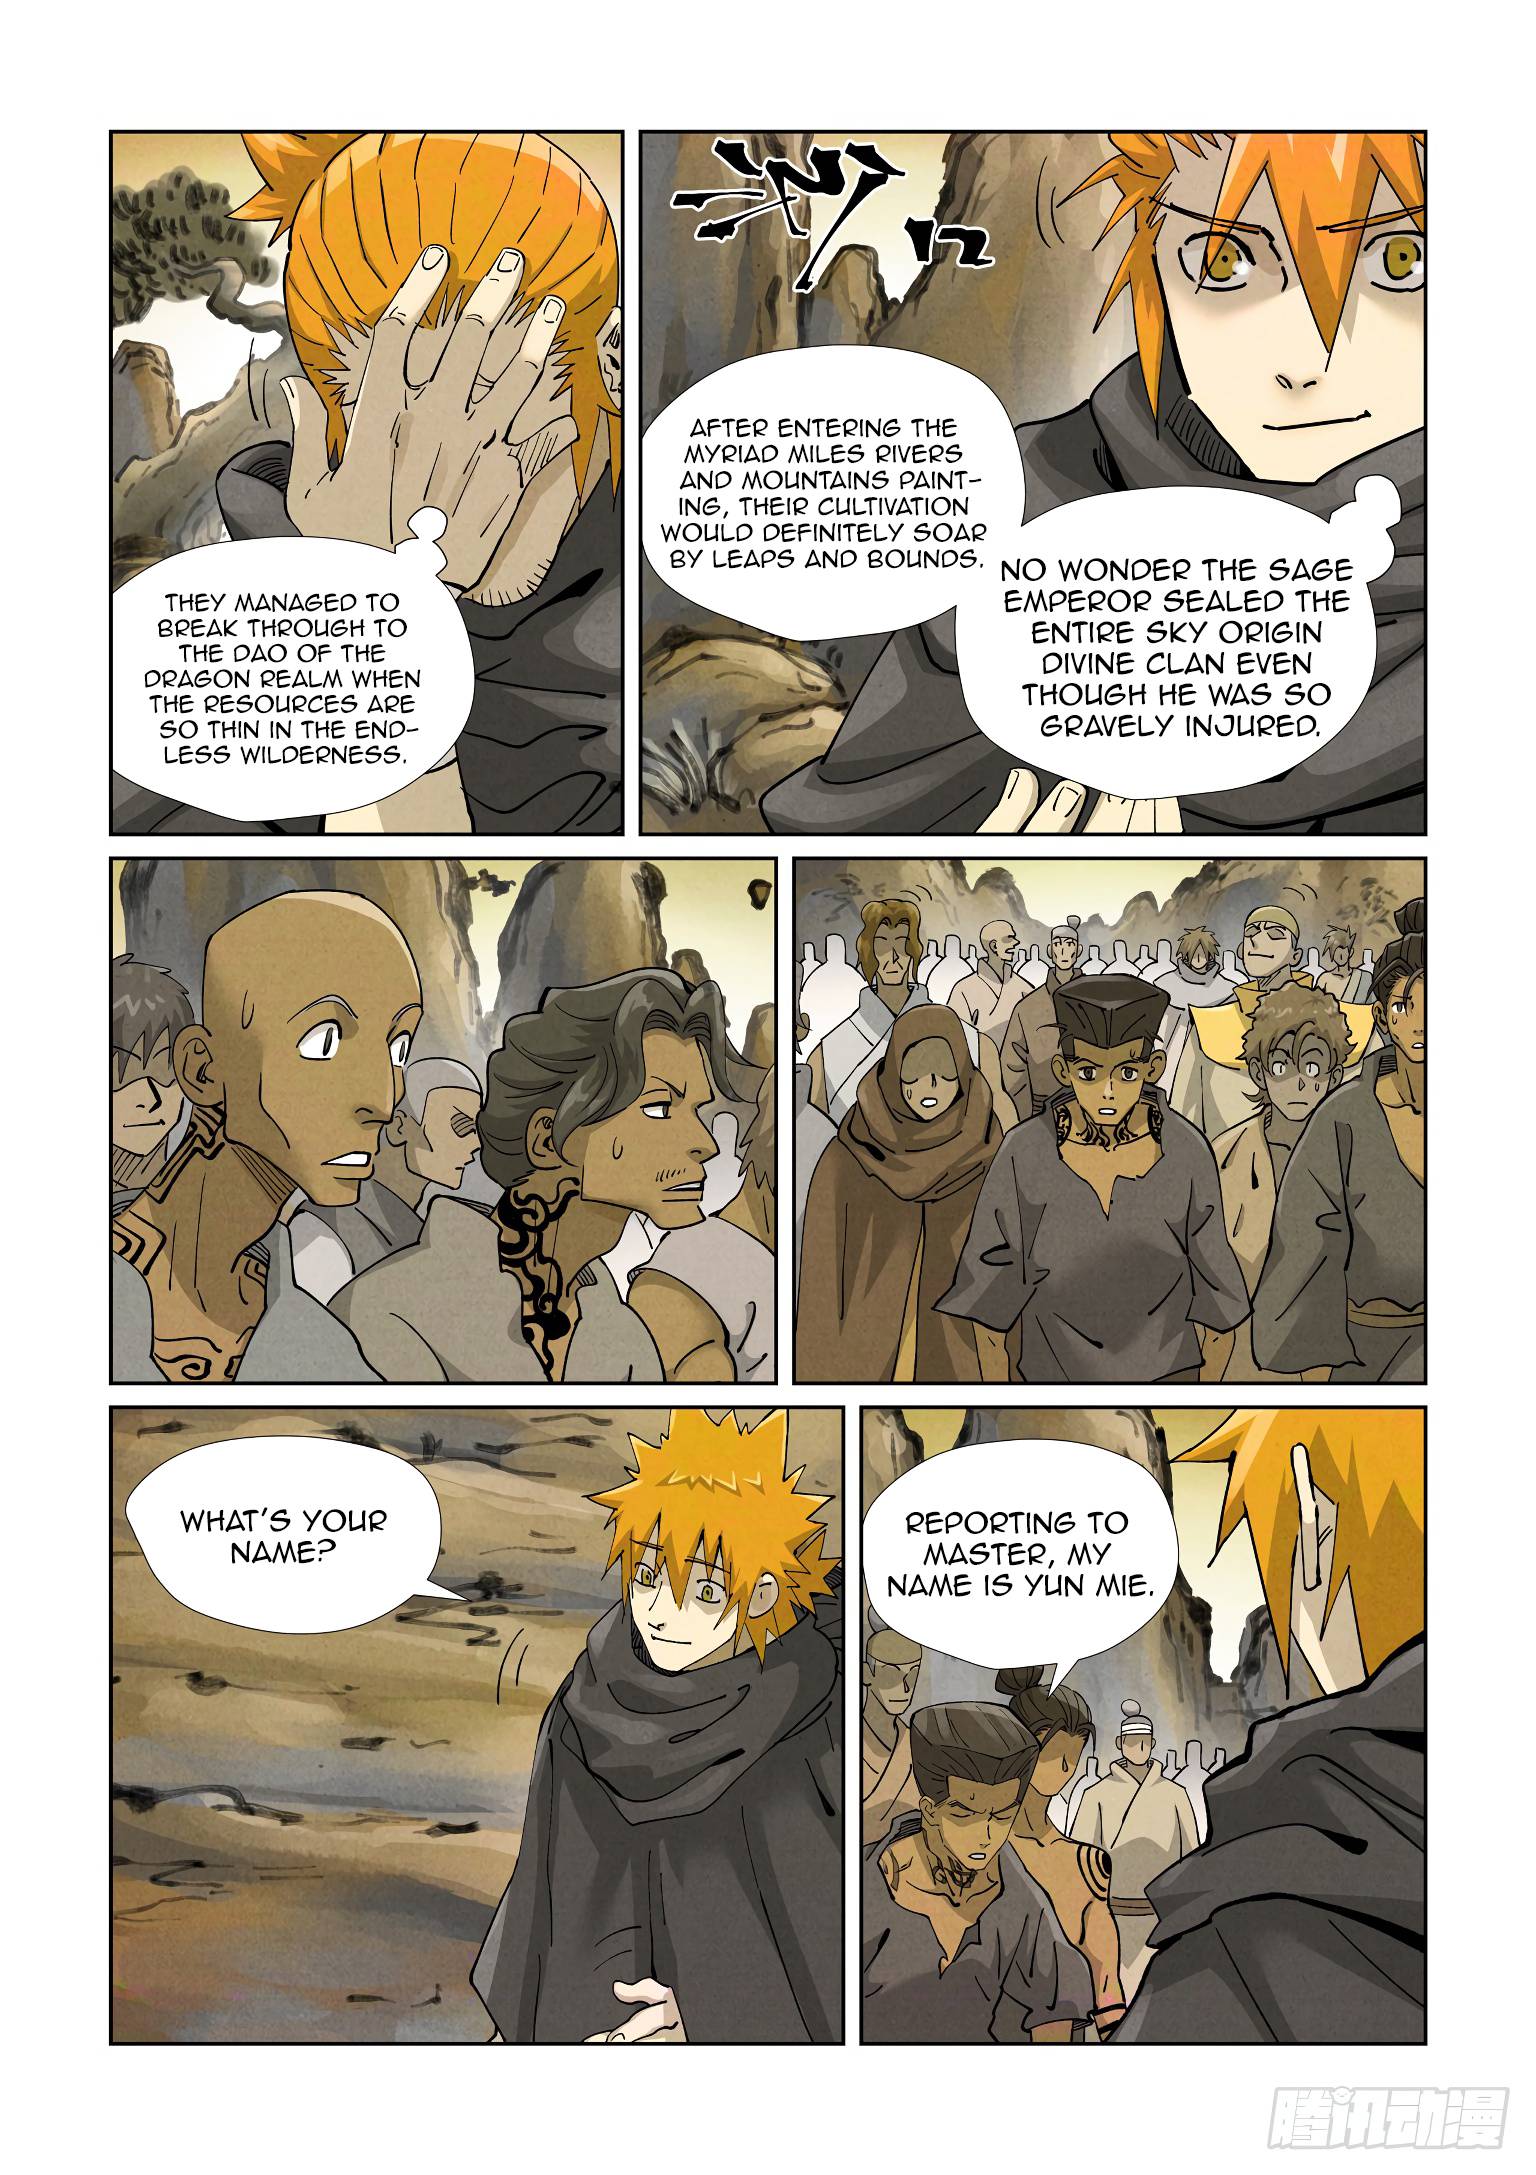 THEY MANAGED TO
BREAK THROUGH TO
THE DAO OF THE
DRAGON REALM WHEN
THE RESOURCES ARE
SO THIN IN THE END-
LESS WILDERNESS.
AFTER ENTERING THE
MYRIAD MILES RIVERS
AND MOUNTAINS PAINT-
ING, THEIR CULTIVATION
WOULD DEFINITELY SOAR
BY LEAPS AND BOUNDS.
NO WONDER THE SAGE
EMPEROR SEALED THE
ENTIRE SKY ORIGIN
DIVINE CLAN EVEN
THOUGH HE WAS SO
GRAVELY INJURED.
WHAT'S YOUR
NAME?
REPORTING TO
MASTER, MY
NAME IS YUN MIE.
腾讯动漫